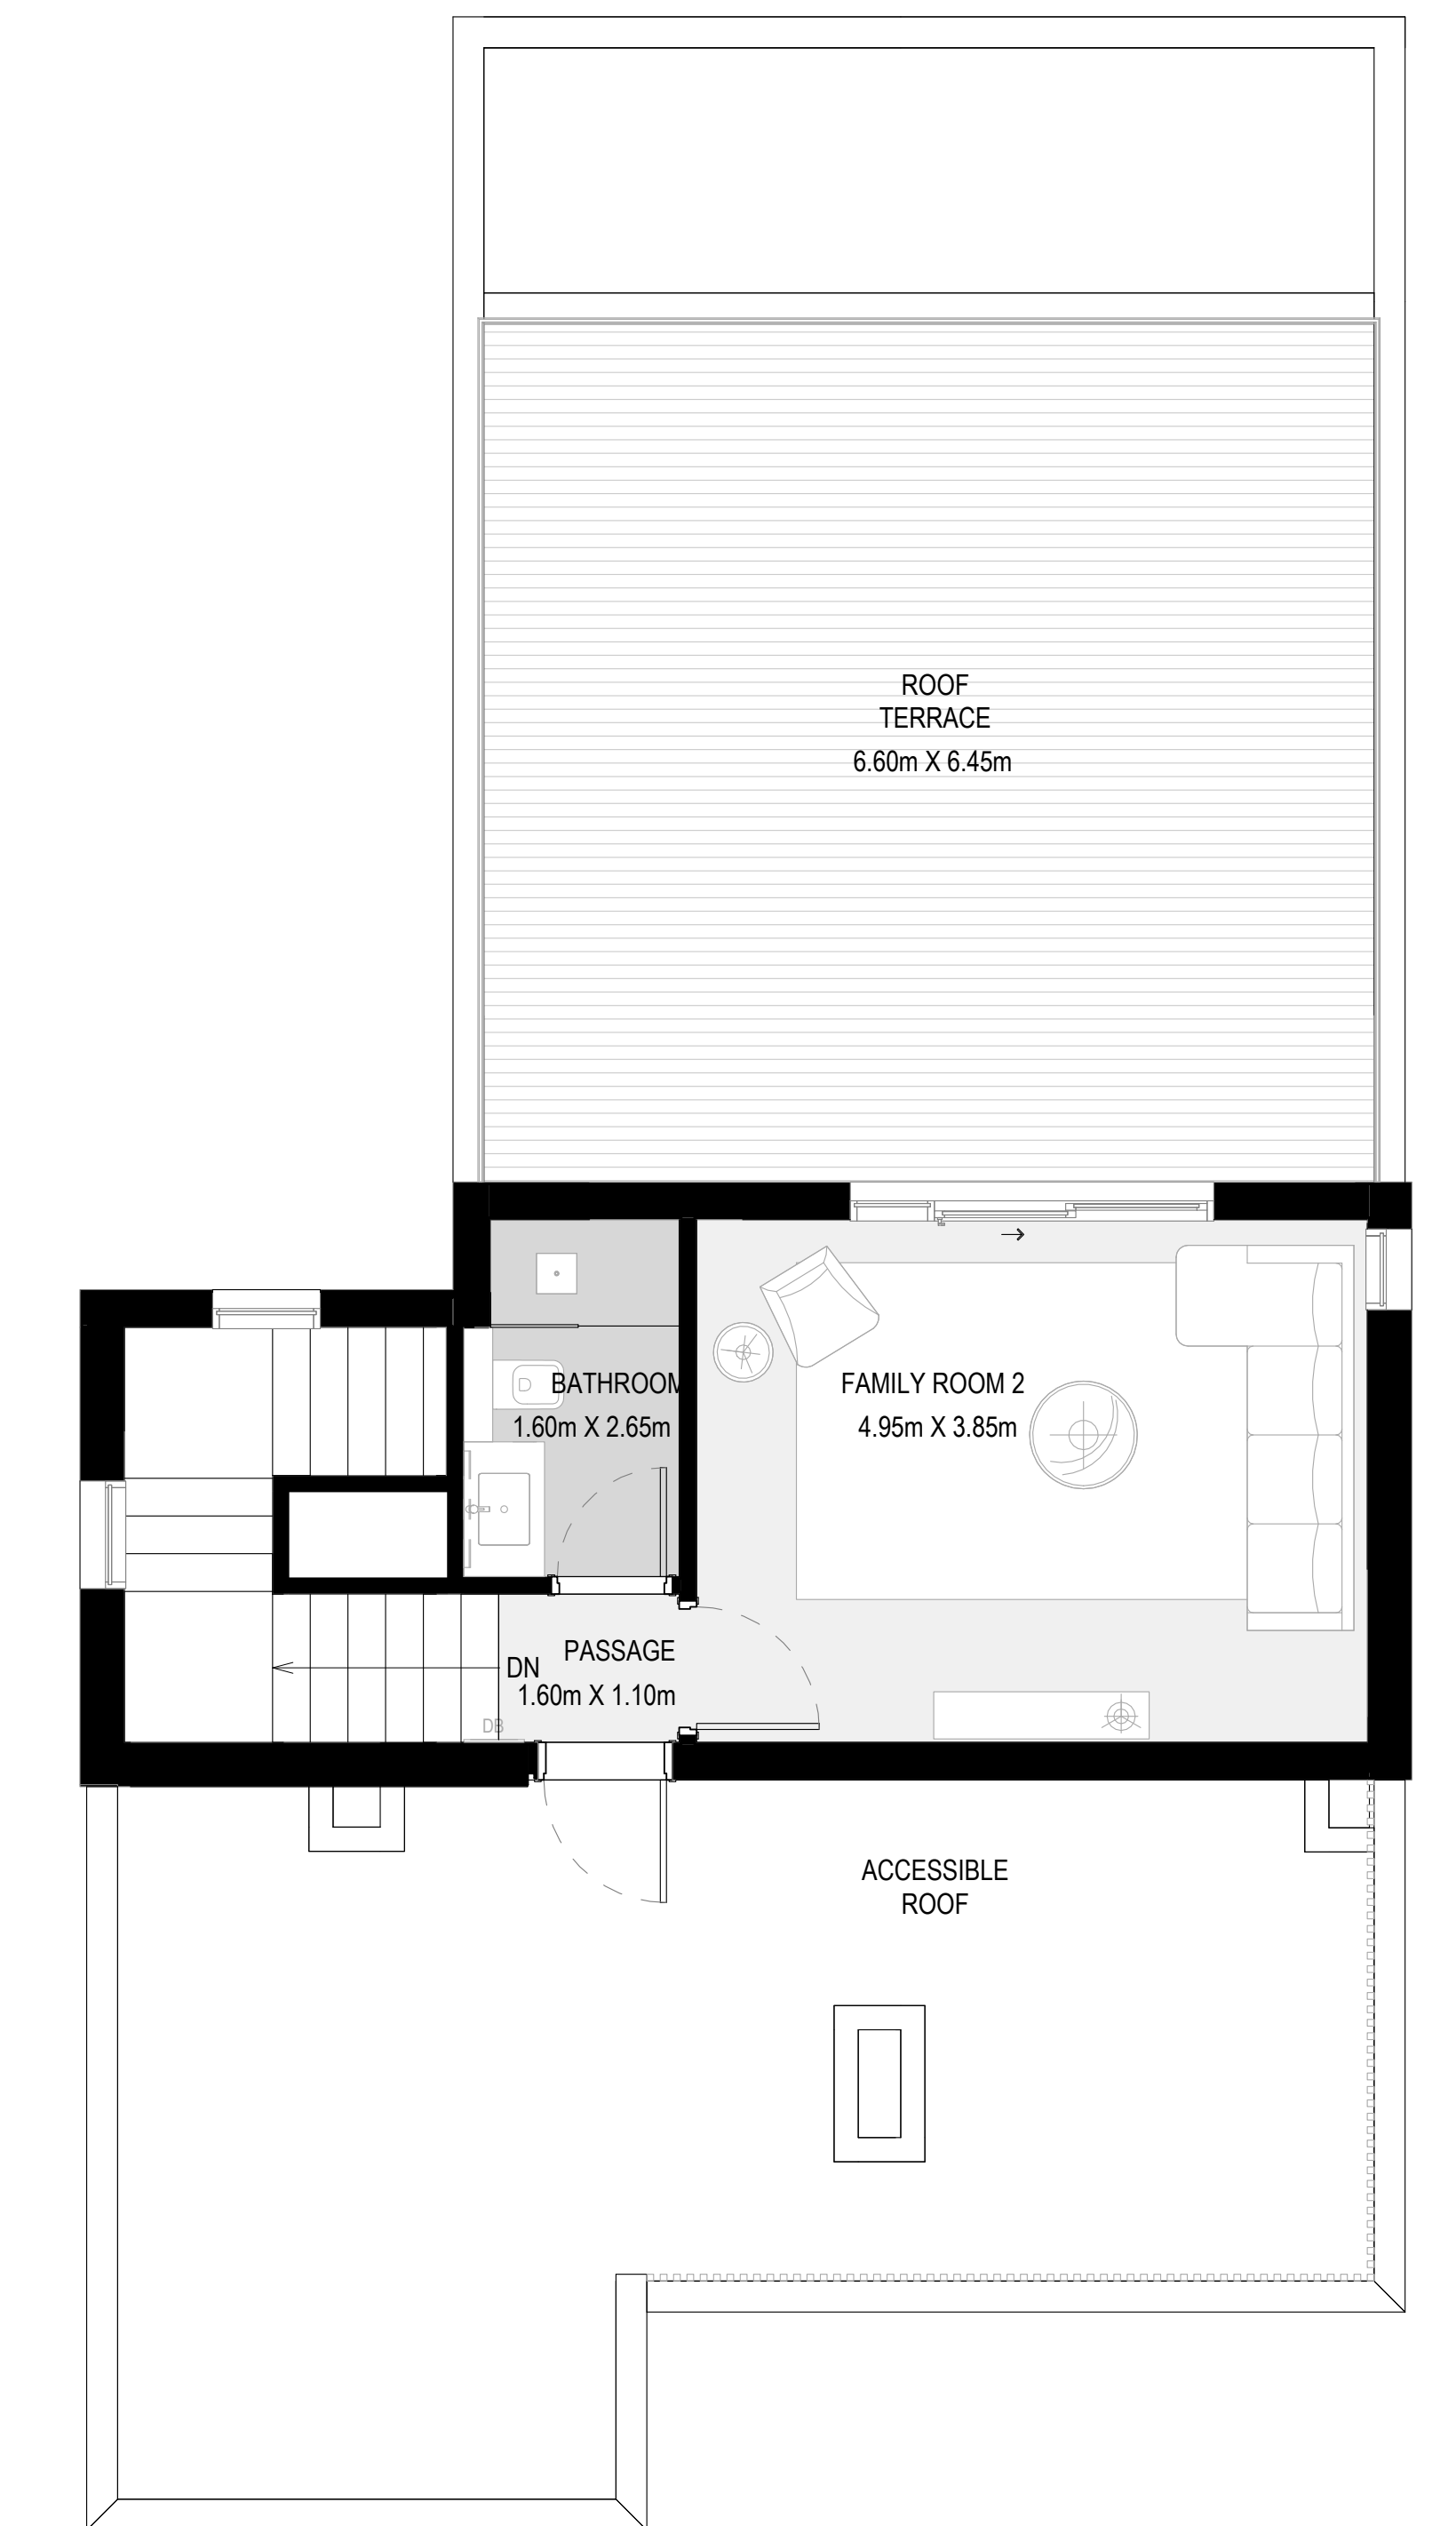 ROOF
TERRACE
6.60m X 6.45m
BATHROOM
1.60m X 2.65m
FAMILY ROOM 2
4.95m X 3.85m
PASSAGE
DN
1.60m X 1.10m
DB
ACCESSIBLE
ROOF